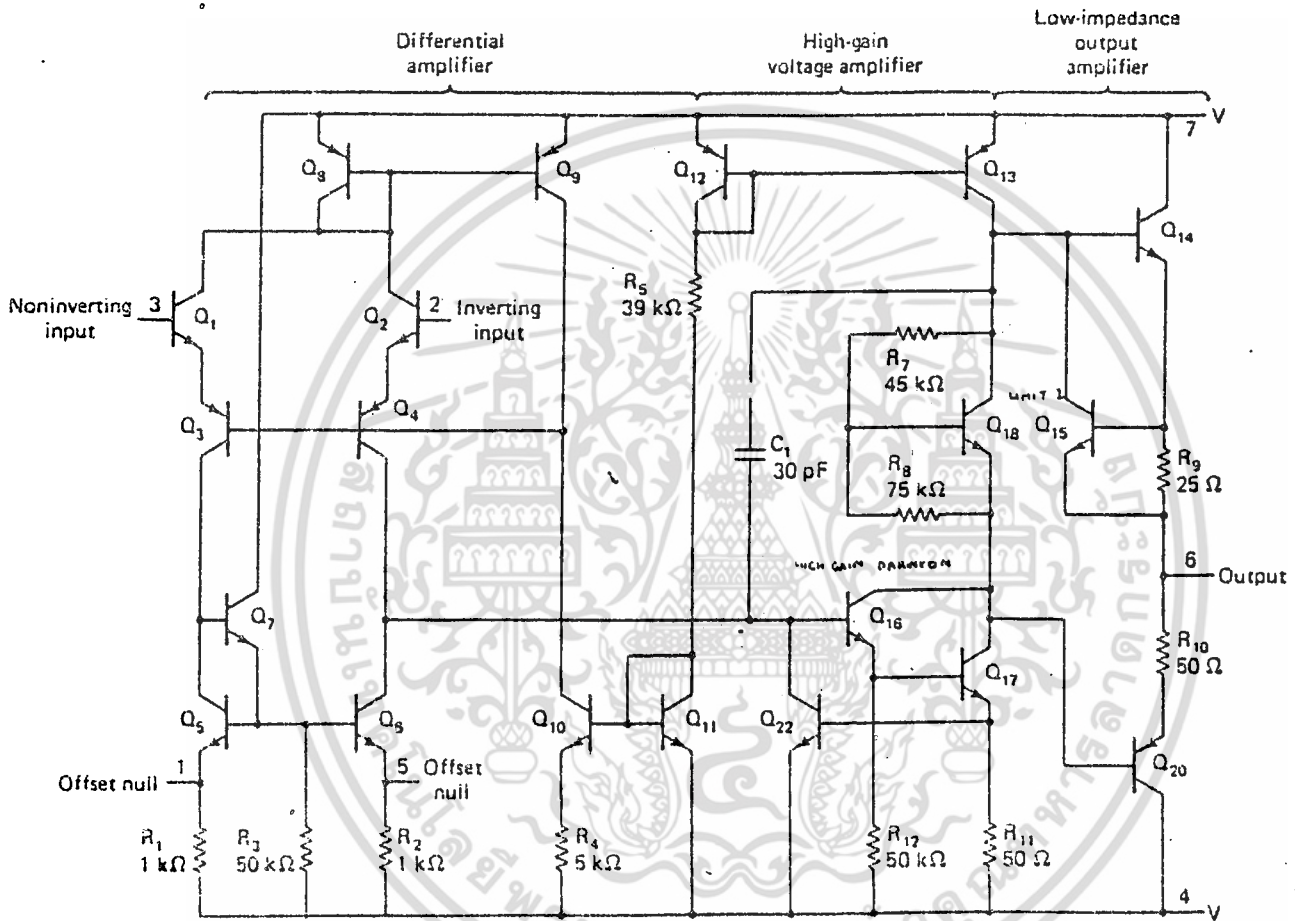 Differential
amplifier
High-gain
voltage amplifier
Low-impedance
output
amplifier
7 V
Q8
Q9
Q12
Q13
Q14
R5
39 kΩ
Noninverting
input
3
Q1
Q2
2
Inverting
input
R7
45 kΩ
Q3
Q4
Q18
Q15
C1
30 pF
R8
75 kΩ
R9
25 Ω
HIGH GAIN
6
Output
Q7
Q16
R10
50 Ω
Q17
Q5
Q6
Q10
Q11
Q22
Q20
Offset null
1
5
Offset
null
R1
1 kΩ
R3
50 kΩ
R2
1 kΩ
R4
5 kΩ
R12
50 kΩ
R11
50 Ω
4 V